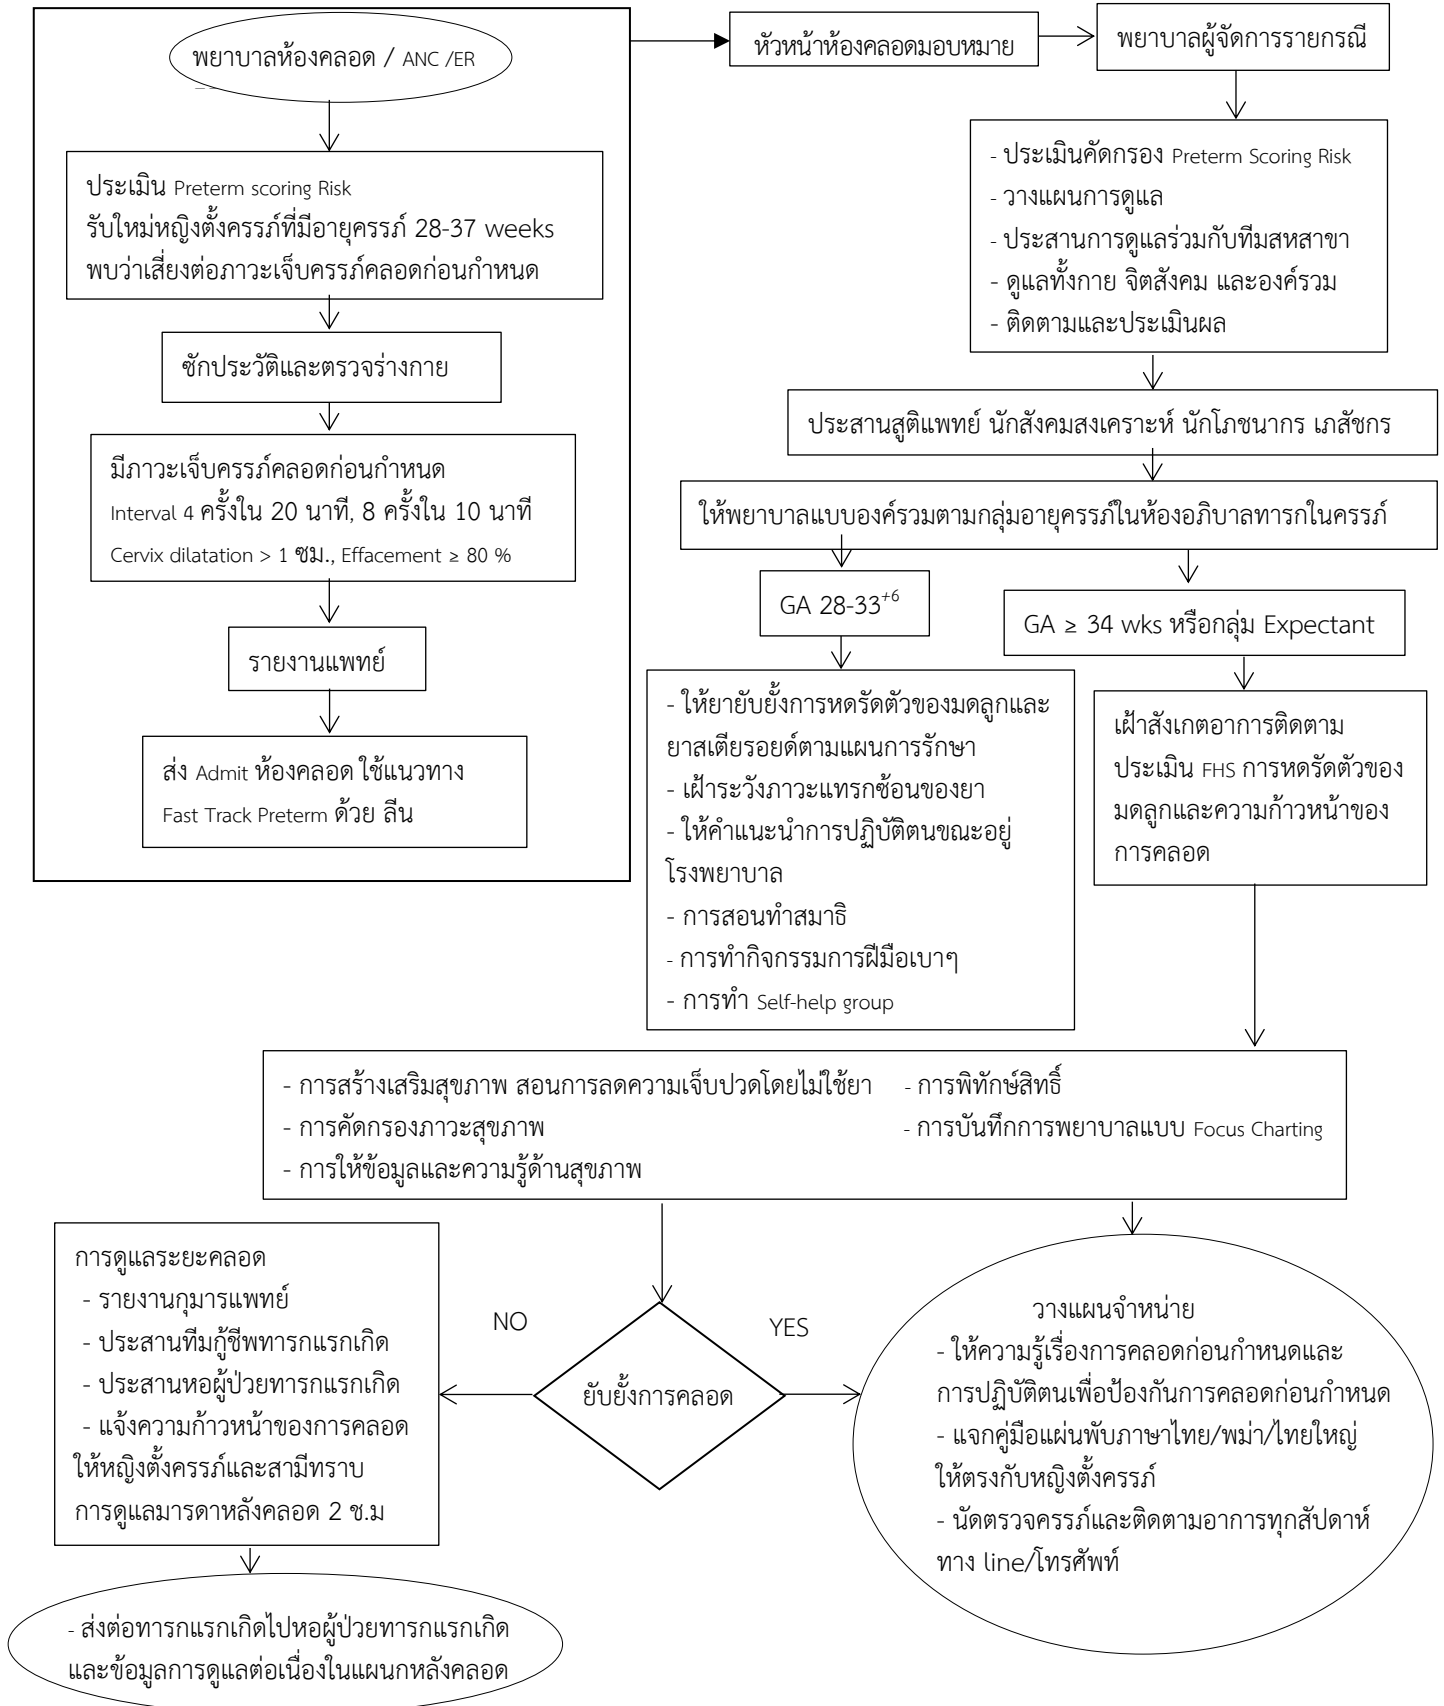 พยาบาลห้องคลอด / ANC /ER
ประเมิน Preterm scoring Risk
รับใหม่หญิงตั้งครรภ์ที่มีอายุครรภ์ 28-37 weeks
พบว่าเสี่ยงต่อภาวะเจ็บครรภ์คลอดก่อนกำหนด
ซักประวัติและตรวจร่างกาย
มีภาวะเจ็บครรภ์คลอดก่อนกำหนด
Interval 4 ครั้งใน 20 นาที, 8 ครั้งใน 10 นาที
Cervix dilatation > 1 ซม., Effacement ≥ 80 %
รายงานแพทย์
ส่ง Admit ห้องคลอด ใช้แนวทาง
Fast Track Preterm ด้วย ลีน
หัวหน้าห้องคลอดมอบหมาย
พยาบาลผู้จัดการรายกรณี
- ประเมินคัดกรอง Preterm Scoring Risk
- วางแผนการดูแล
- ประสานการดูแลร่วมกับทีมสหสาขา
- ดูแลทั้งกาย จิตสังคม และองค์รวม
- ติดตามและประเมินผล
ประสานสูติแพทย์ นักสังคมสงเคราะห์ นักโภชนากร เภสัชกร
ให้พยาบาลแบบองค์รวมตามกลุ่มอายุครรภ์ในห้องอภิบาลทารกในครรภ์
GA 28-33+6
GA ≥ 34 wks หรือกลุ่ม Expectant
- ให้ยายับยั้งการหดรัดตัวของมดลูกและ
ยาสเตียรอยด์ตามแผนการรักษา
- เฝ้าระวังภาวะแทรกซ้อนของยา
- ให้คำแนะนำการปฏิบัติตนขณะอยู่
โรงพยาบาล
- การสอนทำสมาธิ
- การทำกิจกรรมการฝีมือเบาๆ
- การทำ Self-help group
เฝ้าสังเกตอาการติดตาม
ประเมิน FHS การหดรัดตัวของ
มดลูกและความก้าวหน้าของ
การคลอด
- การสร้างเสริมสุขภาพ สอนการลดความเจ็บปวดโดยไม่ใช้ยา
- การคัดกรองภาวะสุขภาพ
- การให้ข้อมูลและความรู้ด้านสุขภาพ
- การพิทักษ์สิทธิ์
- การบันทึกการพยาบาลแบบ Focus Charting
การดูแลระยะคลอด
- รายงานกุมารแพทย์
- ประสานทีมกู้ชีพทารกแรกเกิด
- ประสานหอผู้ป่วยทารกแรกเกิด
- แจ้งความก้าวหน้าของการคลอด
ให้หญิงตั้งครรภ์และสามีทราบ
การดูแลมารดาหลังคลอด 2 ช.ม
NO
ยับยั้งการคลอด
YES
วางแผนจำหน่าย
- ให้ความรู้เรื่องการคลอดก่อนกำหนดและ
การปฏิบัติตนเพื่อป้องกันการคลอดก่อนกำหนด
- แจกคู่มือแผ่นพับภาษาไทย/พม่า/ไทยใหญ่
ให้ตรงกับหญิงตั้งครรภ์
- นัดตรวจครรภ์และติดตามอาการทุกสัปดาห์
ทาง line/โทรศัพท์
- ส่งต่อทารกแรกเกิดไปหอผู้ป่วยทารกแรกเกิด
และข้อมูลการดูแลต่อเนื่องในแผนกหลังคลอด